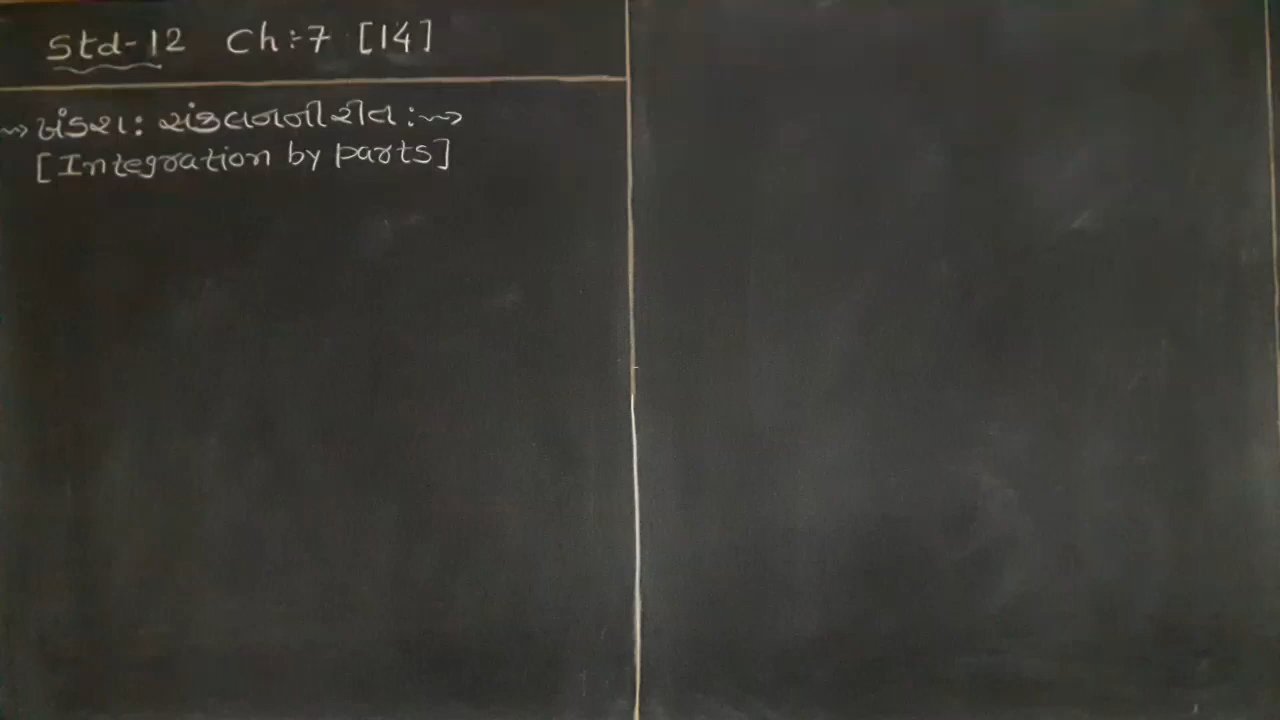 Std-12 Ch:-7 [14]
ખંડશઃ સંકલનની રીત :
[Integration by parts]